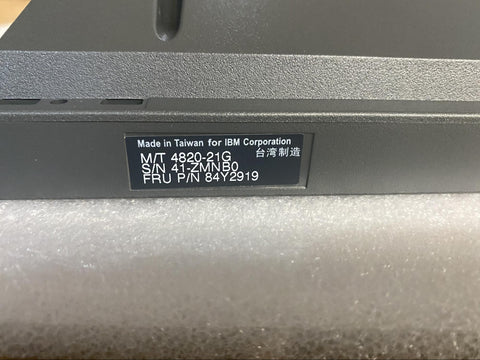 Made in Taiwan for IBM Corporation
台湾制造
M/T 4820-21G
S/N 41-ZMNB0
FRU P/N 84Y2919